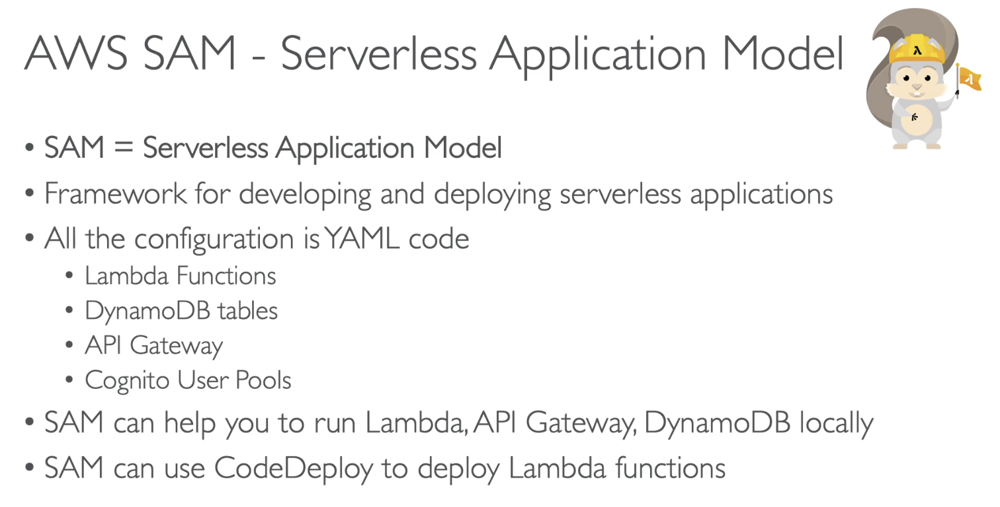 AWS SAM - Serverless Application Model
• SAM = Serverless Application Model
• Framework for developing and deploying serverless applications
• All the configuration is YAML code
• Lambda Functions
• DynamoDB tables
• API Gateway
• Cognito User Pools
• SAM can help you to run Lambda, API Gateway, DynamoDB locally
• SAM can use CodeDeploy to deploy Lambda functions